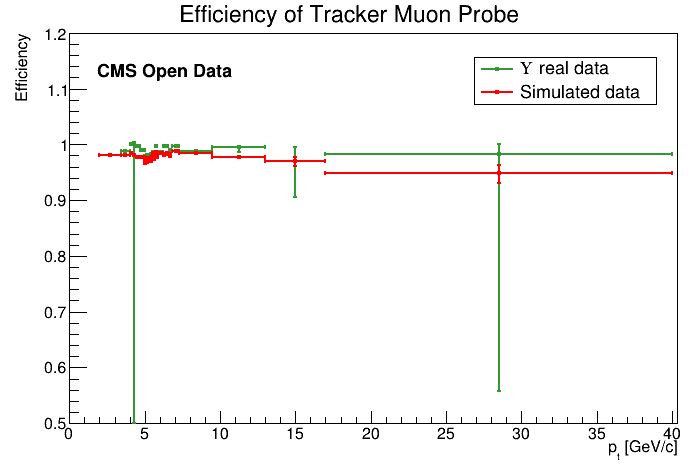 Efficiency of Tracker Muon Probe
Efficiency
CMS Open Data
ϒ real data
Simulated data
1.2
1.1
1
0.9
0.8
0.7
0.6
0.5
0 5 10 15 20 25 30 35 40
p_t [GeV/c]